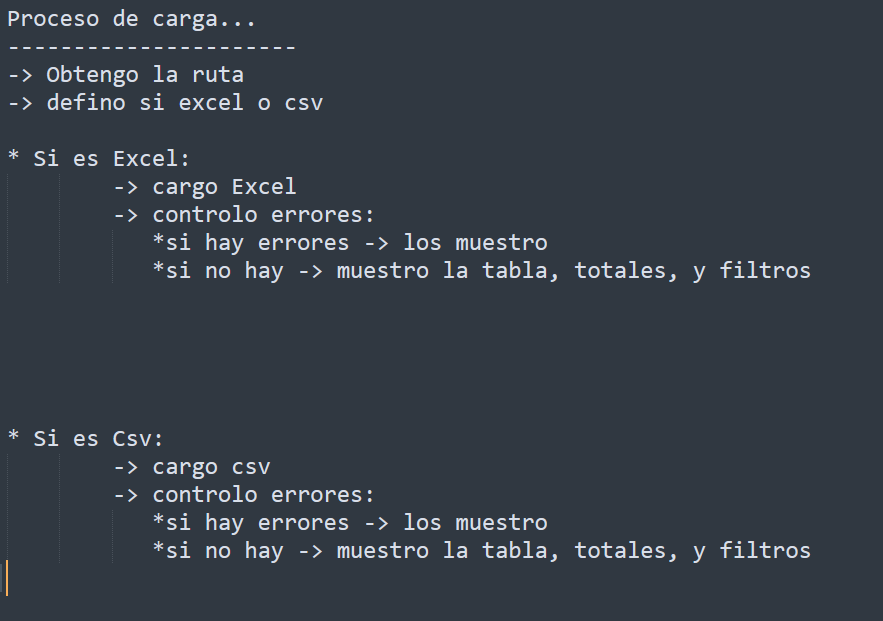 Proceso de carga...
----------------------
-> Obtengo la ruta
-> defino si excel o csv
* Si es Excel:
-> cargo Excel
-> controlo errores:
*si hay errores -> los muestro
*si no hay -> muestro la tabla, totales, y filtros
* Si es Csv:
-> cargo csv
-> controlo errores:
*si hay errores -> los muestro
*si no hay -> muestro la tabla, totales, y filtros